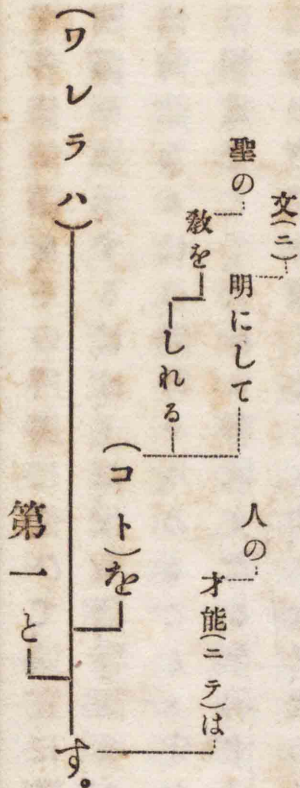 人の
才能(ニテ)は
文(ニ)
明にして
聖の
教を
しれる
(コト)を
第一と
(ワレラハ)
す。